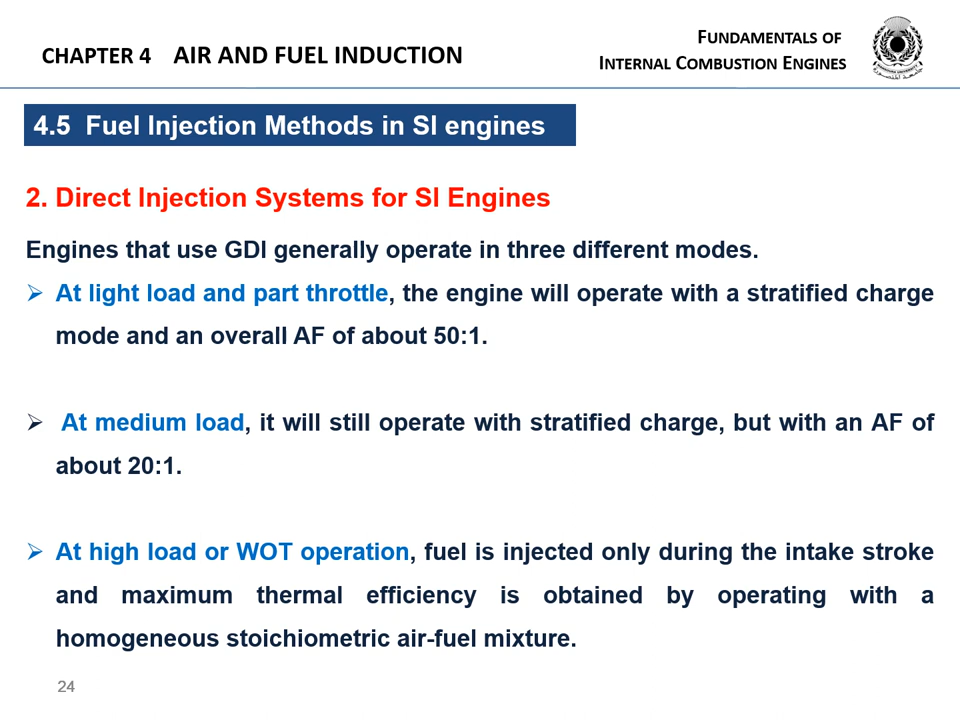 CHAPTER 4 AIR AND FUEL INDUCTION
FUNDAMENTALS OF
INTERNAL COMBUSTION ENGINES
4.5 Fuel Injection Methods in SI engines
2. Direct Injection Systems for SI Engines
Engines that use GDI generally operate in three different modes.
➢ At light load and part throttle, the engine will operate with a stratified charge
mode and an overall AF of about 50:1.
➢ At medium load, it will still operate with stratified charge, but with an AF of
about 20:1.
➢ At high load or WOT operation, fuel is injected only during the intake stroke
and maximum thermal efficiency is obtained by operating with a
homogeneous stoichiometric air-fuel mixture.
24